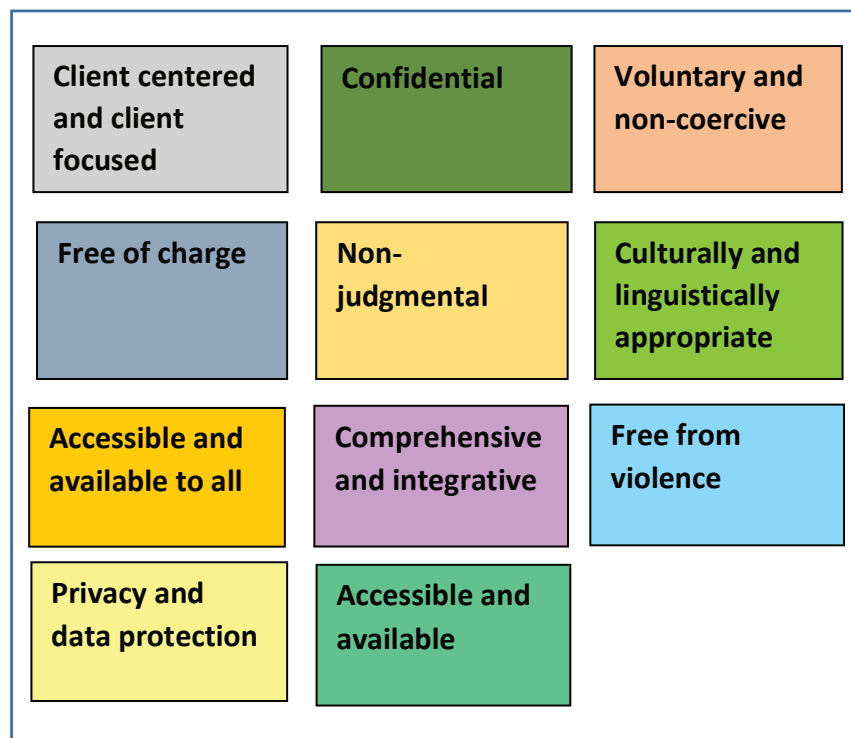 Client centered
and client
focused
Confidential
Voluntary and
non-coercive
Free of charge
Non-
judgmental
Culturally and
linguistically
appropriate
Accessible and
available to all
Comprehensive
and integrative
Free from
violence
Privacy and
data protection
Accessible and
available